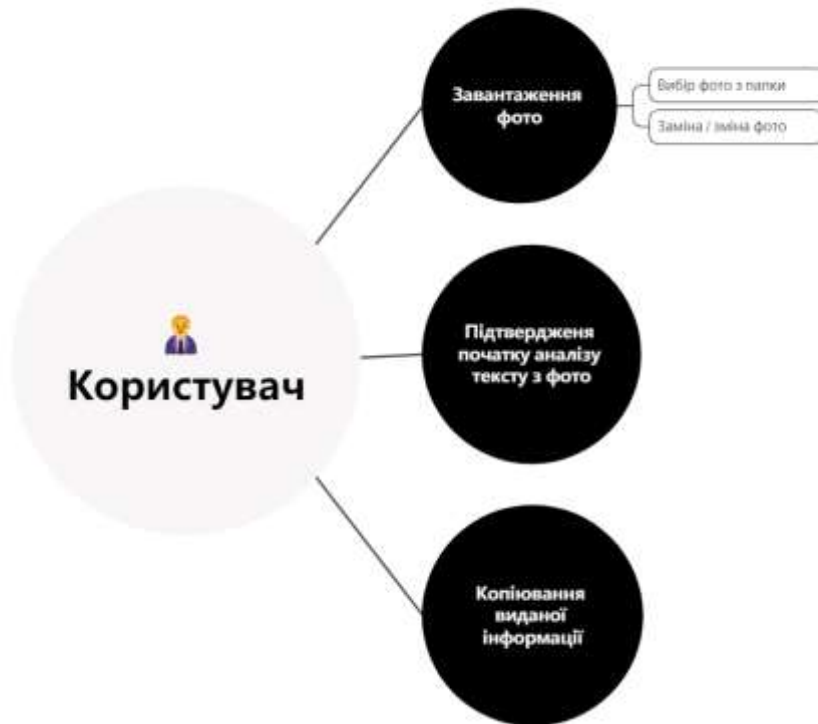 Завантаження
фото
Вибір фото з папки
Заміна / зміна фото
Користувач
Підтвердженя
початку аналізу
тексту з фото
Копіювання
виданої
інформації